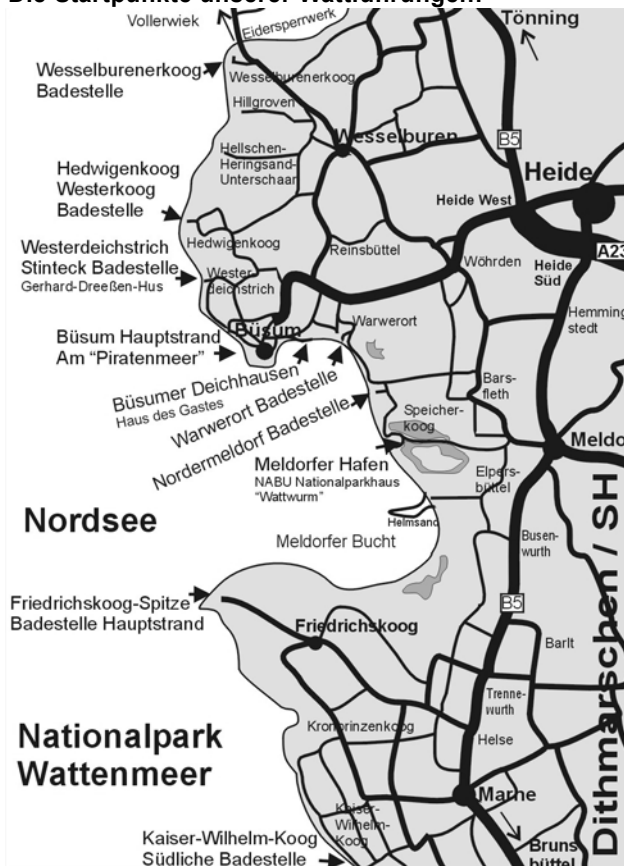 Die Startpunkte unserer Wattführungen:
Vollerwiek
Eidersperrwerk
Tönning
Wesselburenerkoog
Badestelle
Wesselburenerkoog
Hillgroven
Wesselburen
B5
Hellschen-
Heringsand-
Unterschaar
Heide
Hedwigenkoog
Westerkoog
Badestelle
Heide West
Hedwigenkoog
Reinsbüttel
Westerdeichstrich
Stinteck Badestelle
Gerhard-Dreeßen-Hus
Wester-
deichstrich
Wöhrden
Heide
Süd
A23
Hemming
stedt
Warwerort
Büsum
Büsum Hauptstrand
Am "Piratenmeer"
Büsumer Deichhausen
Haus des Gastes
Warwerort Badestelle
Nordermeldorf Badestelle
Bars-
fleth
Speicher-
koog
Meldo
Meldorfer Hafen
NABU Nationalparkhaus
"Wattwurm"
Elpers-
büttel
Nordsee
Helmsand
Meldorfer Bucht
Busen-
wurth
Friedrichskoog-Spitze
Badestelle Hauptstrand
B5
Friedrichskoog
Barlt
Dithmarschen / SH
Trenne-
wurth
Nationalpark
Wattenmeer
Kronprinzenkoog
Helse
Marne
Kaiser-
Wilhelm-
Koog
Kaiser-Wilhelm-Koog
Südliche Badestelle
Bruns
büttel